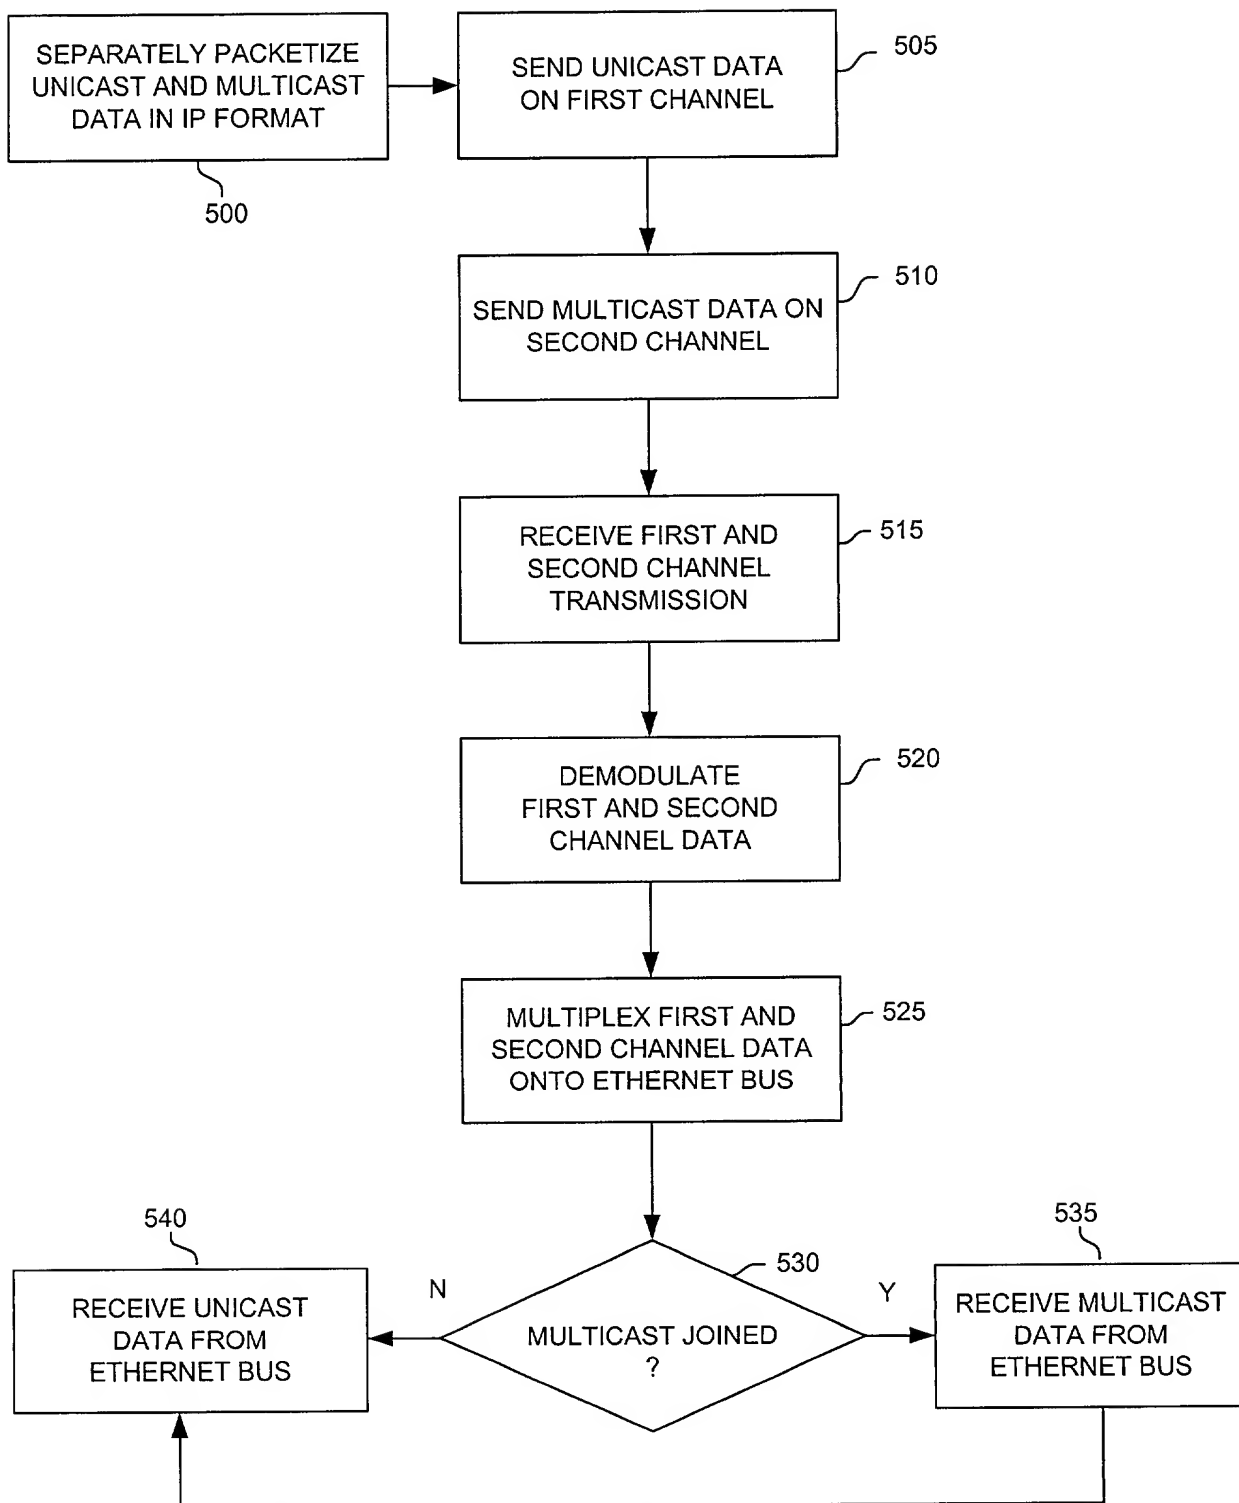 SEPARATELY PACKETIZE
UNICAST AND MULTICAST
DATA IN IP FORMAT
500
SEND UNICAST DATA
ON FIRST CHANNEL
505
SEND MULTICAST DATA ON
SECOND CHANNEL
510
RECEIVE FIRST AND
SECOND CHANNEL
TRANSMISSION
515
DEMODULATE
FIRST AND SECOND
CHANNEL DATA
520
MULTIPLEX FIRST AND
SECOND CHANNEL DATA
ONTO ETHERNET BUS
525
MULTICAST JOINED
?
530
N
Y
540
RECEIVE UNICAST
DATA FROM
ETHERNET BUS
535
RECEIVE MULTICAST
DATA FROM
ETHERNET BUS